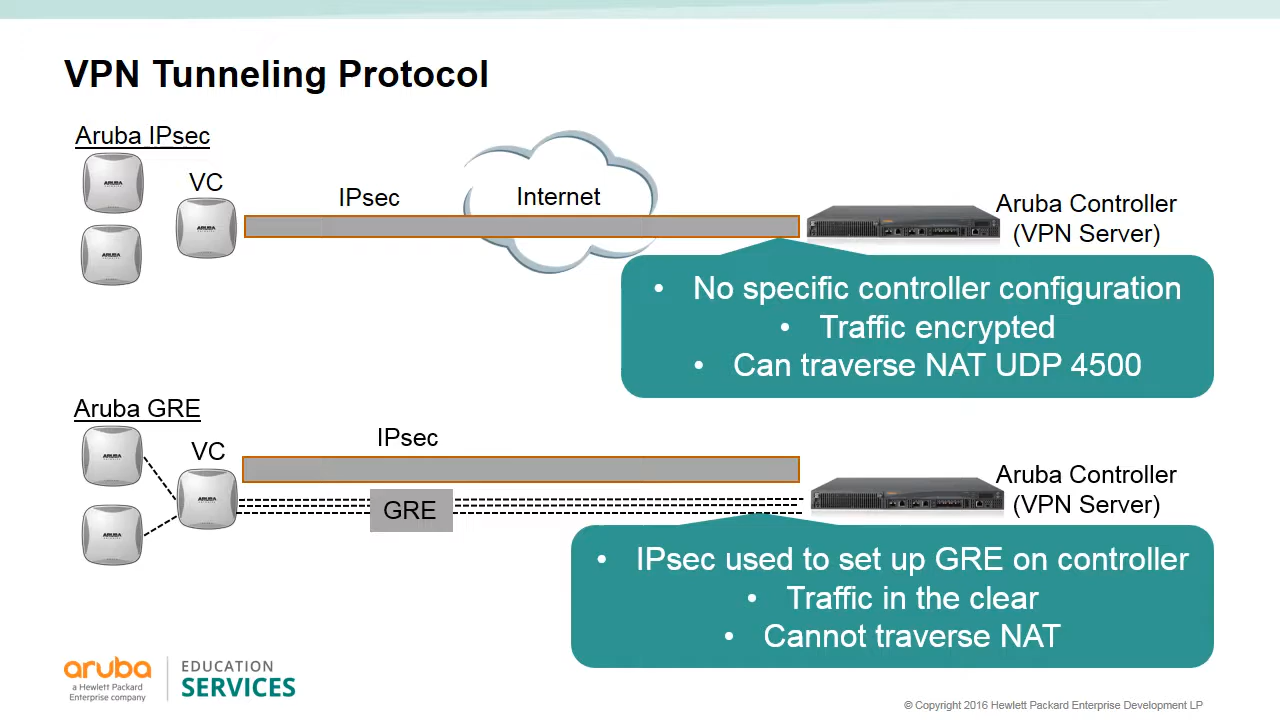 VPN Tunneling Protocol
Aruba IPsec
VC
IPsec
Internet
Aruba Controller
(VPN Server)
• No specific controller configuration
• Traffic encrypted
• Can traverse NAT UDP 4500
Aruba GRE
VC
IPsec
GRE
Aruba Controller
(VPN Server)
• IPsec used to set up GRE on controller
• Traffic in the clear
• Cannot traverse NAT
aruba
a Hewlett Packard
Enterprise company
EDUCATION
SERVICES
© Copyright 2016 Hewlett Packard Enterprise Development LP